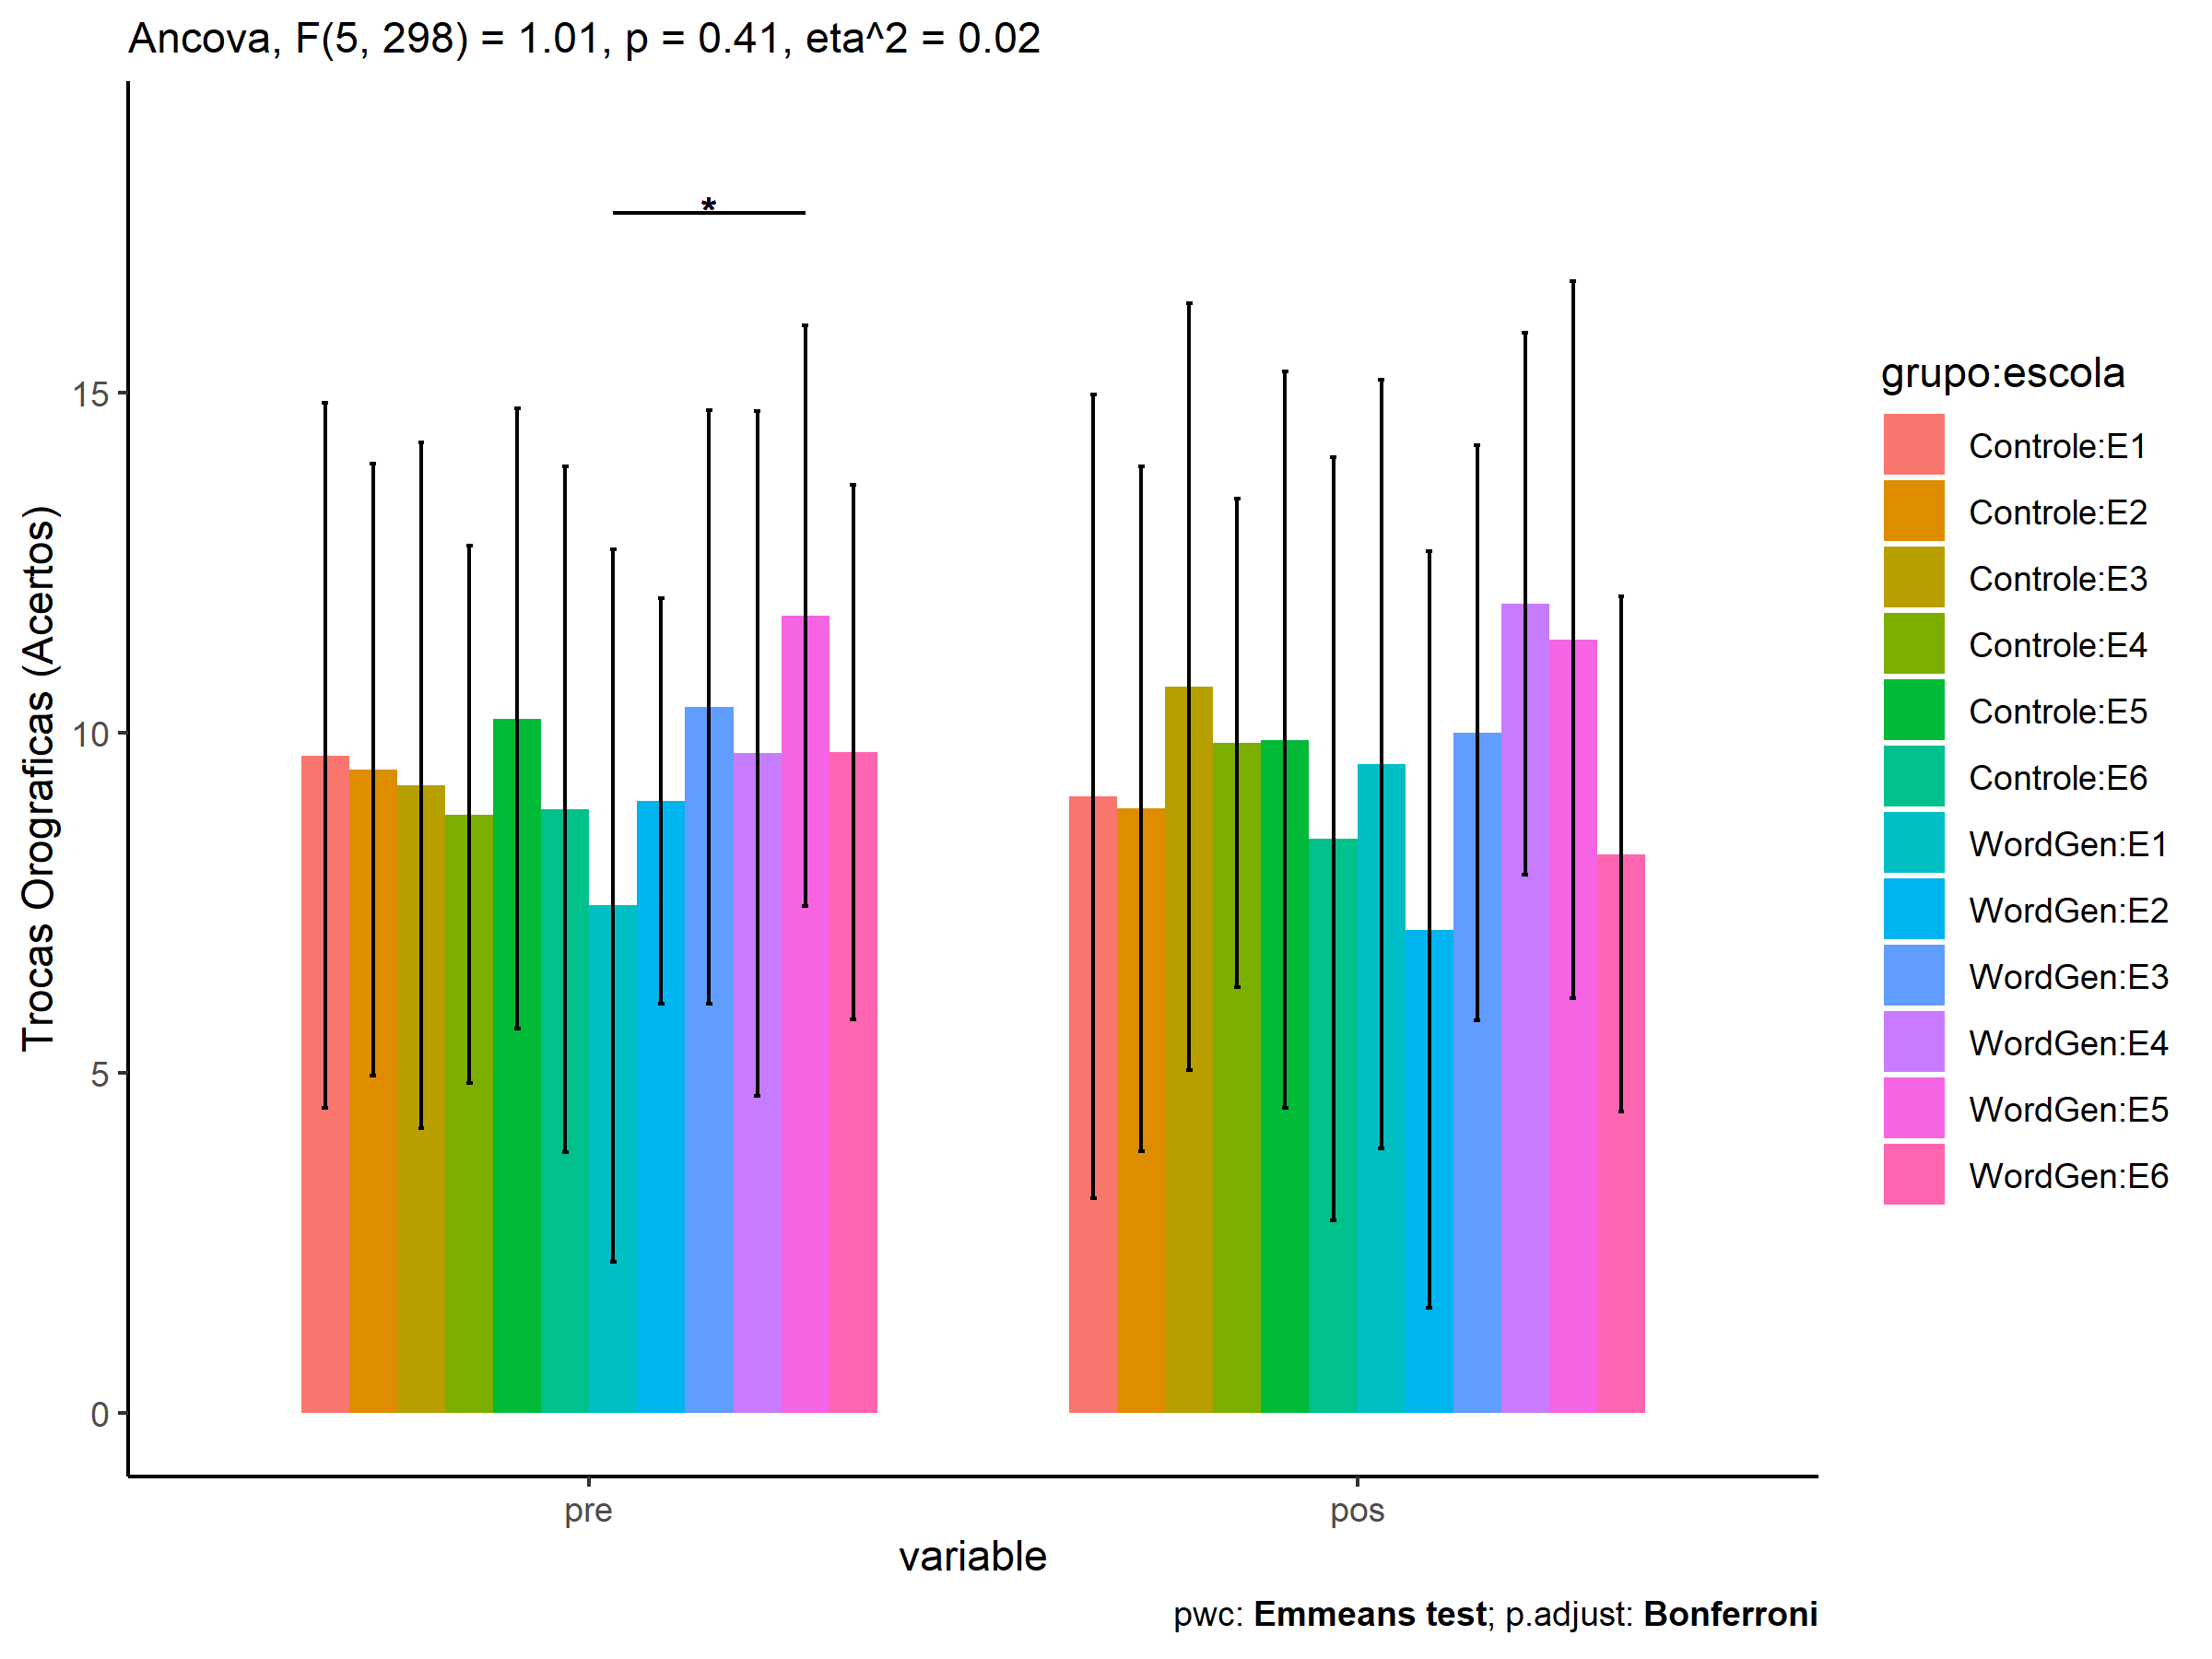 Ancova, F(5, 298) = 1.01, p = 0.41, eta^2 = 0.02
*
15
10
5
0
Trocas Orograficas (Acertos)
pre
pos
variable
pwc: Emmeans test; p.adjust: Bonferroni
grupo:escola
Controle:E1
Controle:E2
Controle:E3
Controle:E4
Controle:E5
Controle:E6
WordGen:E1
WordGen:E2
WordGen:E3
WordGen:E4
WordGen:E5
WordGen:E6